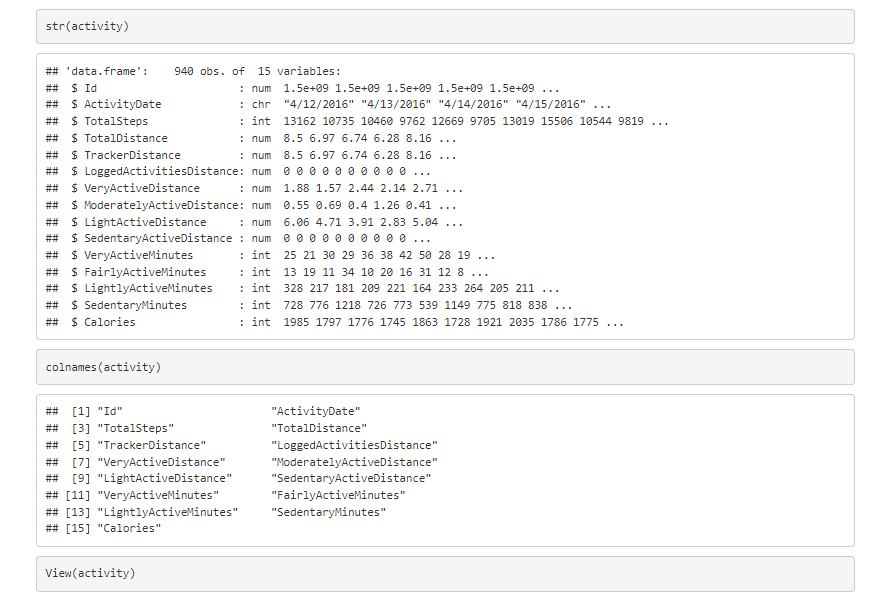 str(activity)
## 'data.frame':    940 obs. of  15 variables:
##  $ Id                      : num  1.5e+09 1.5e+09 1.5e+09 1.5e+09 1.5e+09 ...
##  $ ActivityDate            : chr  "4/12/2016" "4/13/2016" "4/14/2016" "4/15/2016" ...
##  $ TotalSteps              : int  13162 10735 10460 9762 12669 9705 13019 15506 10544 9819 ...
##  $ TotalDistance           : num  8.5 6.97 6.74 6.28 8.16 ...
##  $ TrackerDistance         : num  8.5 6.97 6.74 6.28 8.16 ...
##  $ LoggedActivitiesDistance: num  0 0 0 0 0 0 0 0 0 0 ...
##  $ VeryActiveDistance      : num  1.88 1.57 2.44 2.14 2.71 ...
##  $ ModeratelyActiveDistance: num  0.55 0.69 0.4 1.26 0.41 ...
##  $ LightActiveDistance     : num  6.06 4.71 3.91 2.83 5.04 ...
##  $ SedentaryActiveDistance : num  0 0 0 0 0 0 0 0 0 0 ...
##  $ VeryActiveMinutes       : int  25 21 30 29 36 38 42 50 28 19 ...
##  $ FairlyActiveMinutes     : int  13 19 11 34 10 20 16 31 12 8 ...
##  $ LightlyActiveMinutes    : int  328 217 181 209 221 164 233 264 205 211 ...
##  $ SedentaryMinutes        : int  728 776 1218 726 773 539 1149 775 818 838 ...
##  $ Calories                : int  1985 1797 1776 1745 1863 1728 1921 2035 1786 1775 ...
colnames(activity)
##  [1] "Id"                       "ActivityDate"
##  [3] "TotalSteps"               "TotalDistance"
##  [5] "TrackerDistance"          "LoggedActivitiesDistance"
##  [7] "VeryActiveDistance"       "ModeratelyActiveDistance"
##  [9] "LightActiveDistance"      "SedentaryActiveDistance"
## [11] "VeryActiveMinutes"        "FairlyActiveMinutes"
## [13] "LightlyActiveMinutes"     "SedentaryMinutes"
## [15] "Calories"
View(activity)